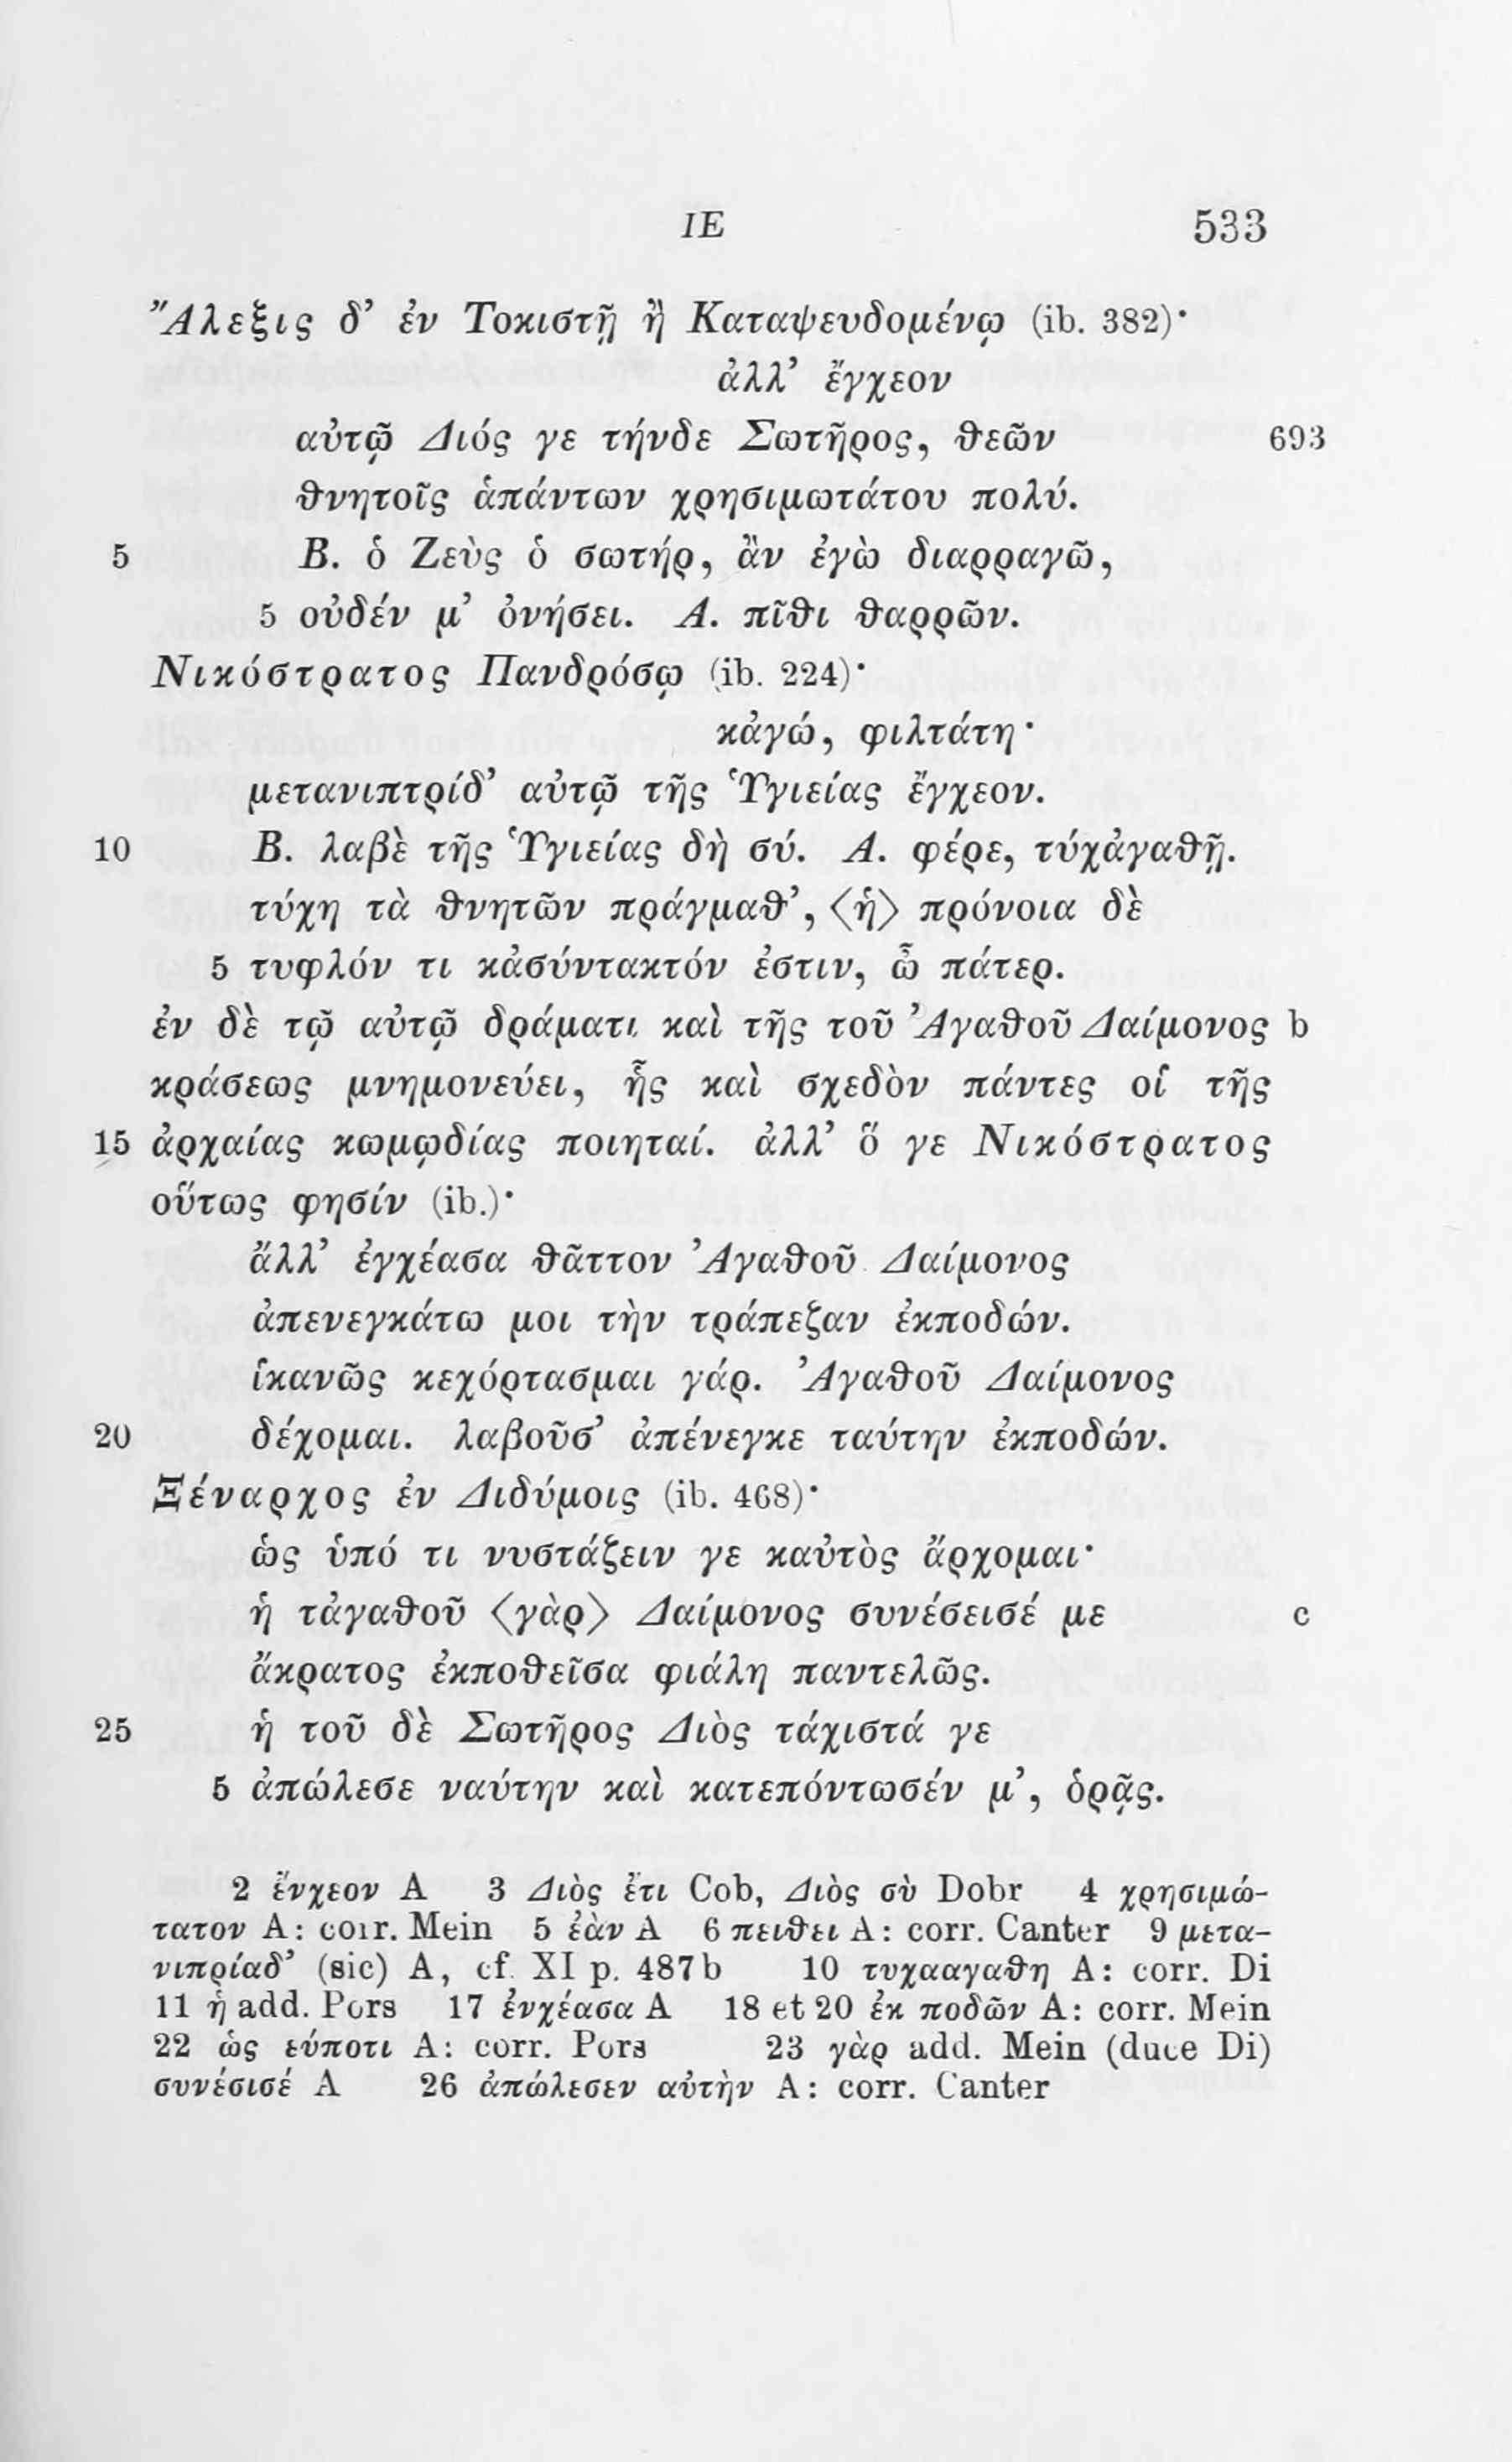 ΙΕ 533
Ἄλεξις δ’ ἐν Τοκιστῇ ἢ Καταψευδομένῳ (ib. 382)·
ἀλλ’ ἔγχεον
αὐτῷ Διός γε τήνδε Σωτῆρος, θεῶν 693
θνητοῖς ἁπάντων χρησιμωτάτου πολύ.
5 Β. ὁ Ζεὺς ὁ σωτήρ, ἂν ἐγὼ διαρραγῶ,
5 οὐδέν μ’ ὀνήσει. Α. πῖθι θαρρῶν.
Νικόστρατος Πανδρόσῳ (ib. 224)·
κἀγώ, φιλτάτη·
μετανιπτρίδ’ αὐτῷ τῆς Ὑγιείας ἔγχεον.
10 Β. λαβὲ τῆς Ὑγιείας δὴ σύ. Α. φέρε, τύχἀγαθῇ.
τύχη τὰ θνητῶν πράγμαθ’, 〈ἡ〉 πρόνοια δὲ
5 τυφλόν τι κἀσύντακτόν ἐστιν, ὦ πάτερ.
ἐν δὲ τῷ αὐτῷ δράματι καὶ τῆς τοῦ Ἀγαθοῦ Δαίμονος b
κράσεως μνημονεύει, ἧς καὶ σχεδὸν πάντες οἱ τῆς
15 ἀρχαίας κωμῳδίας ποιηταί. ἀλλ’ ὅ γε Νικόστρατος
οὕτως φησίν (ib.)·
ἄλλ’ ἐγχέασα θᾶττον Ἀγαθοῦ Δαίμονος
ἀπενεγκάτω μοι τὴν τράπεζαν ἐκποδών.
ἱκανῶς κεχόρτασμαι γάρ. Ἀγαθοῦ Δαίμονος
20 δέχομαι. λαβοῦσ’ ἀπένεγκε ταύτην ἐκποδών.
Ξέναρχος ἐν Διδύμοις (ib. 468)·
ὡς ὑπό τι νυστάζειν γε καὐτὸς ἄρχομαι·
ἡ τἀγαθοῦ 〈γὰρ〉 Δαίμονος συνέσεισέ με c
ἄκρατος ἐκποθεῖσα φιάλη παντελῶς.
25 ἡ τοῦ δὲ Σωτῆρος Διὸς τάχιστά γε
5 ἀπώλεσε ναύτην καὶ κατεπόντωσέν μ’, ὁρᾷς.
2 ἔνχεον A 3 Διὸς ἔτι Cob, Διὸς σὺ Dobr 4 χρησιμώ-
τατον A: corr. Mein 5 ἐὰν A 6 πειθει A: corr. Canter 9 μετα-
νιπρίαδ’ (sic) A, cf. XI p. 487b 10 τυχααγαθη A: corr. Di
11 ἡ add. Pors 17 ἐνχέασα A 18 et 20 ἐκ ποδῶν A: corr. Mein
22 ὡς εύποτι A: corr. Pors 23 γὰρ add. Mein (duce Di)
συνέσισέ A 26 ἀπώλεσεν αὐτὴν A: corr. Canter